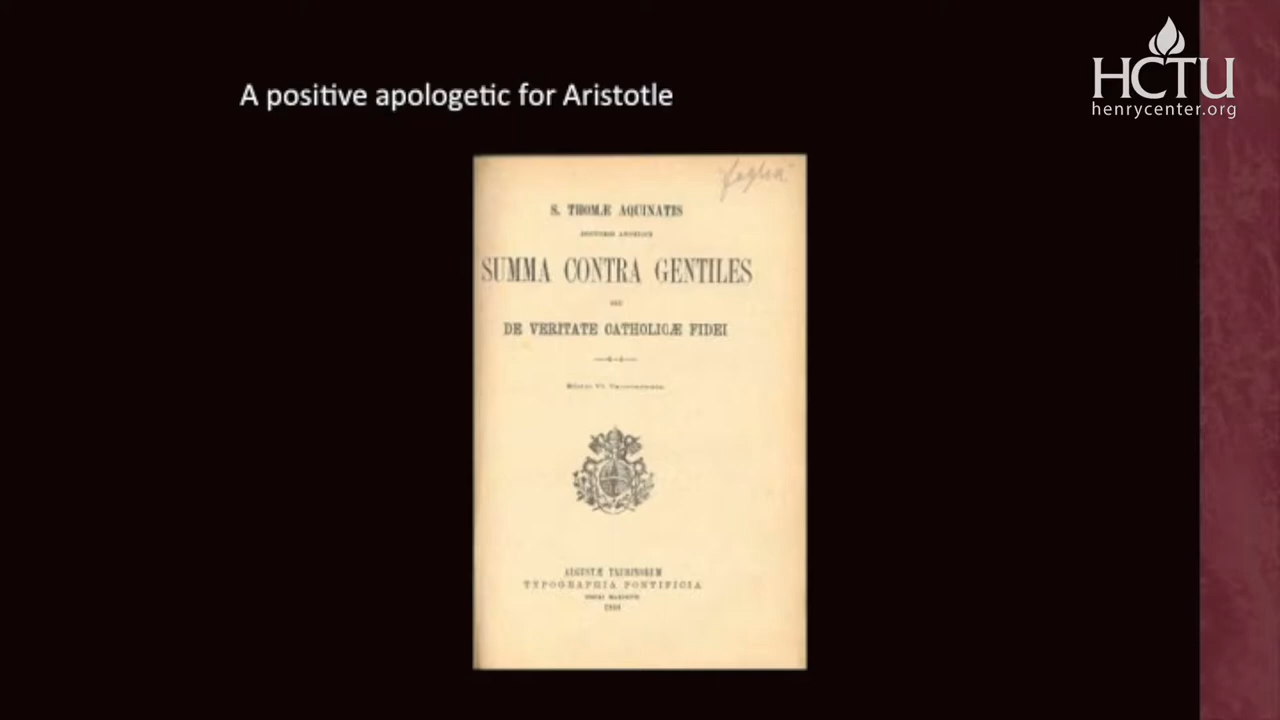 A positive apologetic for Aristotle
HCTU
henrycenter.org
S. THOMÆ AQUINATIS
SUMMA CONTRA GENTILES
SEU
DE VERITATE CATHOLICÆ FIDEI
AUGUSTÆ TAURINORUM
TYPOGRAPHIA PONTIFICIA